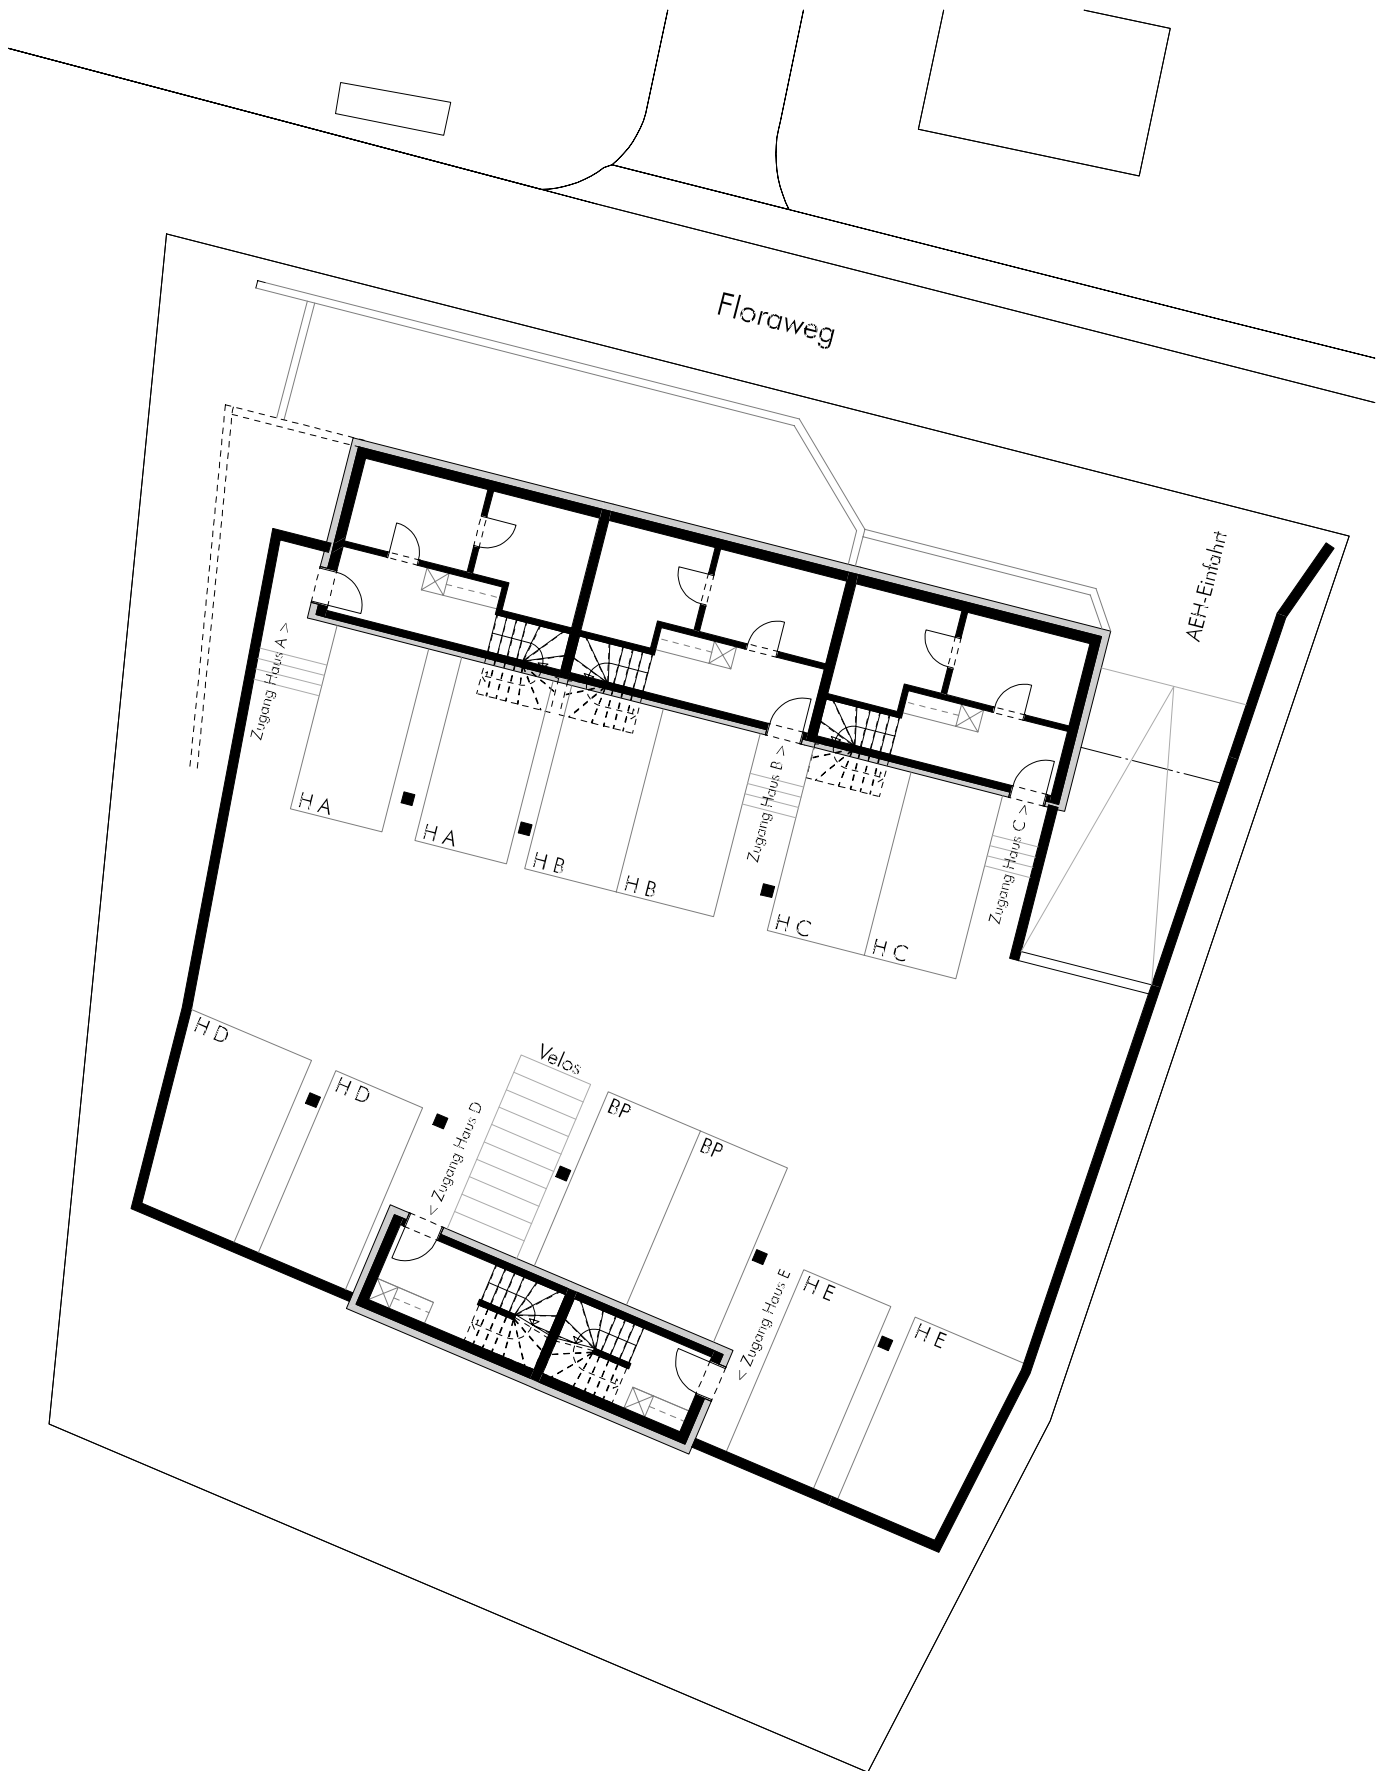 Floraweg
AEH-Einfahrt
Zugang Haus A >
H A
H A
H B
H B
Zugang Haus B >
H C
H C
Zugang Haus C >
H D
H D
< Zugang Haus D
Velos
BP
BP
< Zugang Haus E
H E
H E